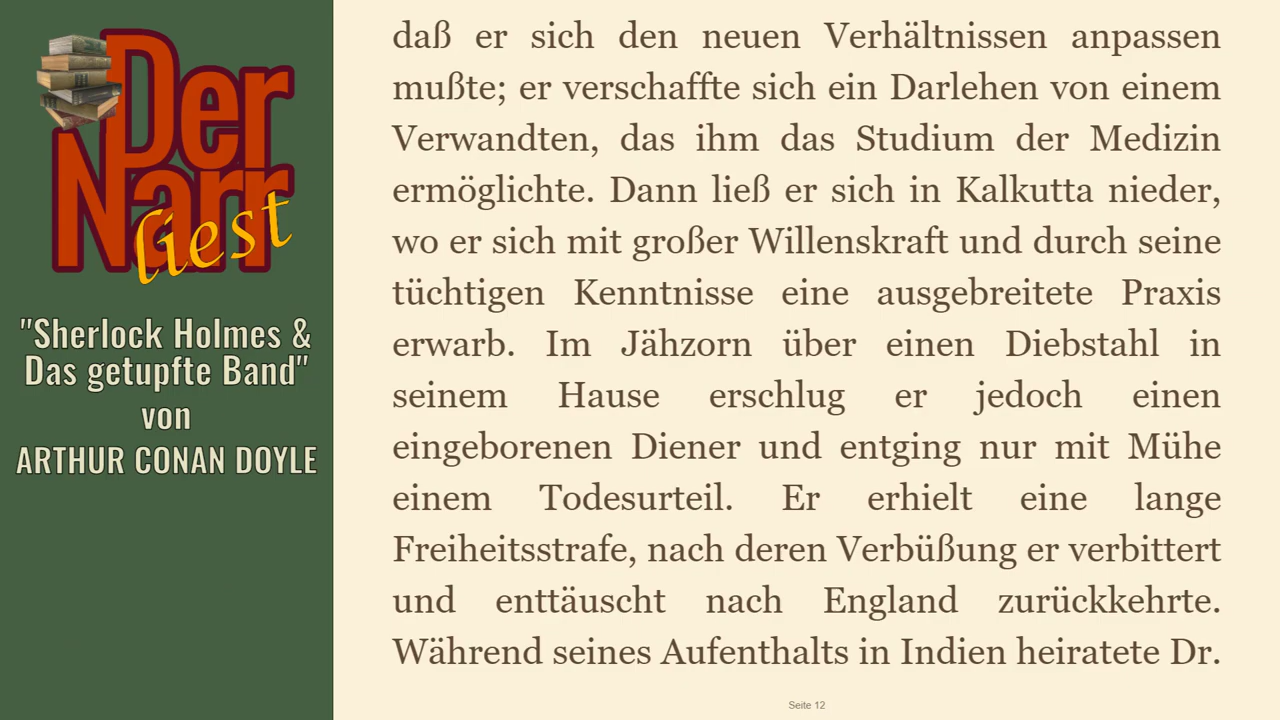 Der
Narr
liest
"Sherlock Holmes &
Das getupfte Band"
von
ARTHUR CONAN DOYLE
daß er sich den neuen Verhältnissen anpassen
mußte; er verschaffte sich ein Darlehen von einem
Verwandten, das ihm das Studium der Medizin
ermöglichte. Dann ließ er sich in Kalkutta nieder,
wo er sich mit großer Willenskraft und durch seine
tüchtigen Kenntnisse eine ausgebreitete Praxis
erwarb. Im Jähzorn über einen Diebstahl in
seinem Hause erschlug er jedoch einen
eingeborenen Diener und entging nur mit Mühe
einem Todesurteil. Er erhielt eine lange
Freiheitsstrafe, nach deren Verbüßung er verbittert
und enttäuscht nach England zurückkehrte.
Während seines Aufenthalts in Indien heiratete Dr.
Seite 12